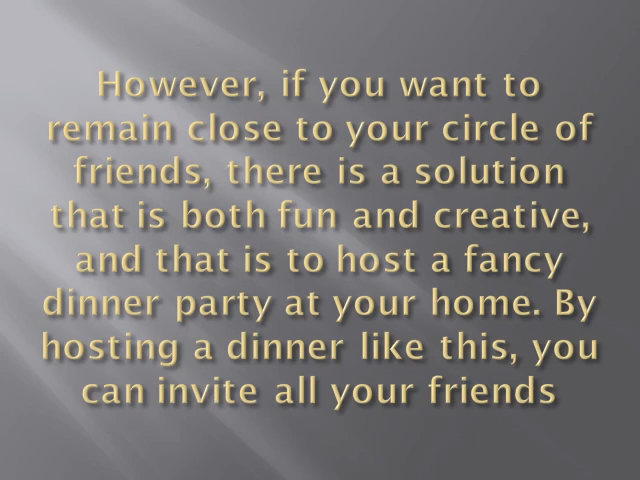 However, if you want to
remain close to your circle of
friends, there is a solution
that is both fun and creative,
and that is to host a fancy
dinner party at your home. By
hosting a dinner like this, you
can invite all your friends